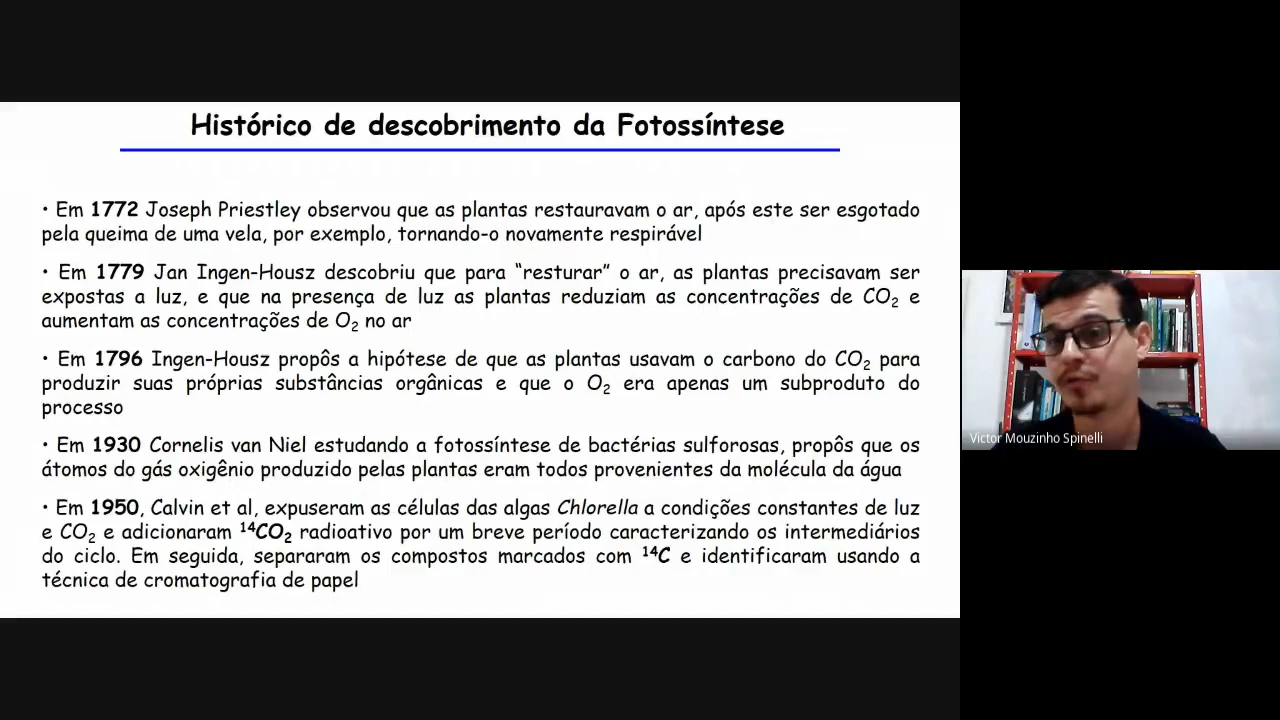 Histórico de descobrimento da Fotossíntese
• Em 1772 Joseph Priestley observou que as plantas restauravam o ar, após este ser esgotado
pela queima de uma vela, por exemplo, tornando-o novamente respirável
• Em 1779 Jan Ingen-Housz descobriu que para “resturar” o ar, as plantas precisavam ser
expostas a luz, e que na presença de luz as plantas reduziam as concentrações de CO₂ e
aumentam as concentrações de O₂ no ar
• Em 1796 Ingen-Housz propôs a hipótese de que as plantas usavam o carbono do CO₂ para
produzir suas próprias substâncias orgânicas e que o O₂ era apenas um subproduto do
processo
• Em 1930 Cornelis van Niel estudando a fotossíntese de bactérias sulforosas, propôs que os
átomos do gás oxigênio produzido pelas plantas eram todos provenientes da molécula da água
• Em 1950, Calvin et al, expuseram as células das algas Chlorella a condições constantes de luz
e CO₂ e adicionaram ¹⁴CO₂ radioativo por um breve período caracterizando os intermediários
do ciclo. Em seguida, separaram os compostos marcados com ¹⁴C e identificaram usando a
técnica de cromatografia de papel
Victor Mouzinho Spinelli